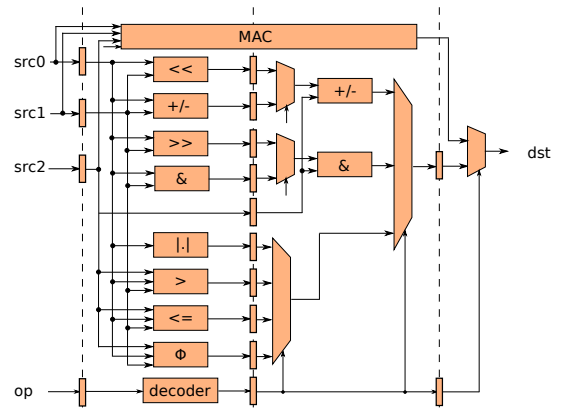 MAC
src0
<<
+/-
+/-
src1
>>
&
src2
&
|.|
>
<=
Φ
op
decoder
dst